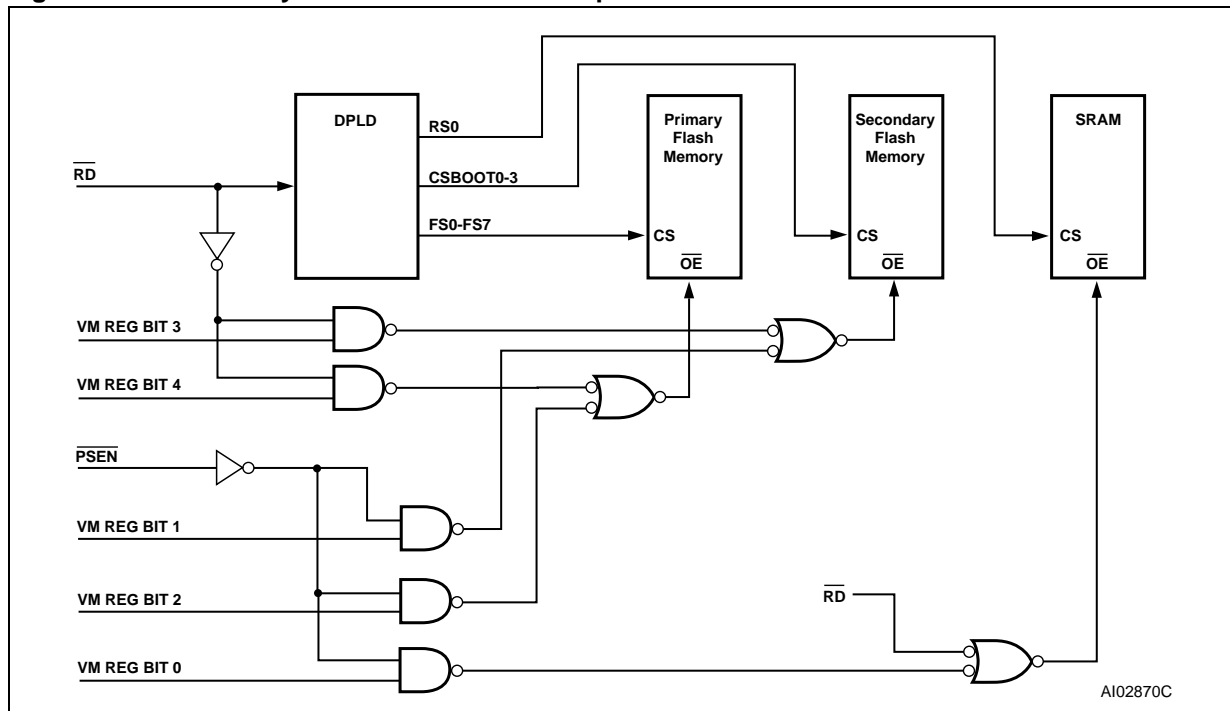 DPLD
RS0
CSBOOT0-3
FS0-FS7
Primary
Flash
Memory
CS
OE
Secondary
Flash
Memory
CS
OE
SRAM
CS
OE
RD
VM REG BIT 3
VM REG BIT 4
PSEN
VM REG BIT 1
VM REG BIT 2
VM REG BIT 0
RD
AI02870C